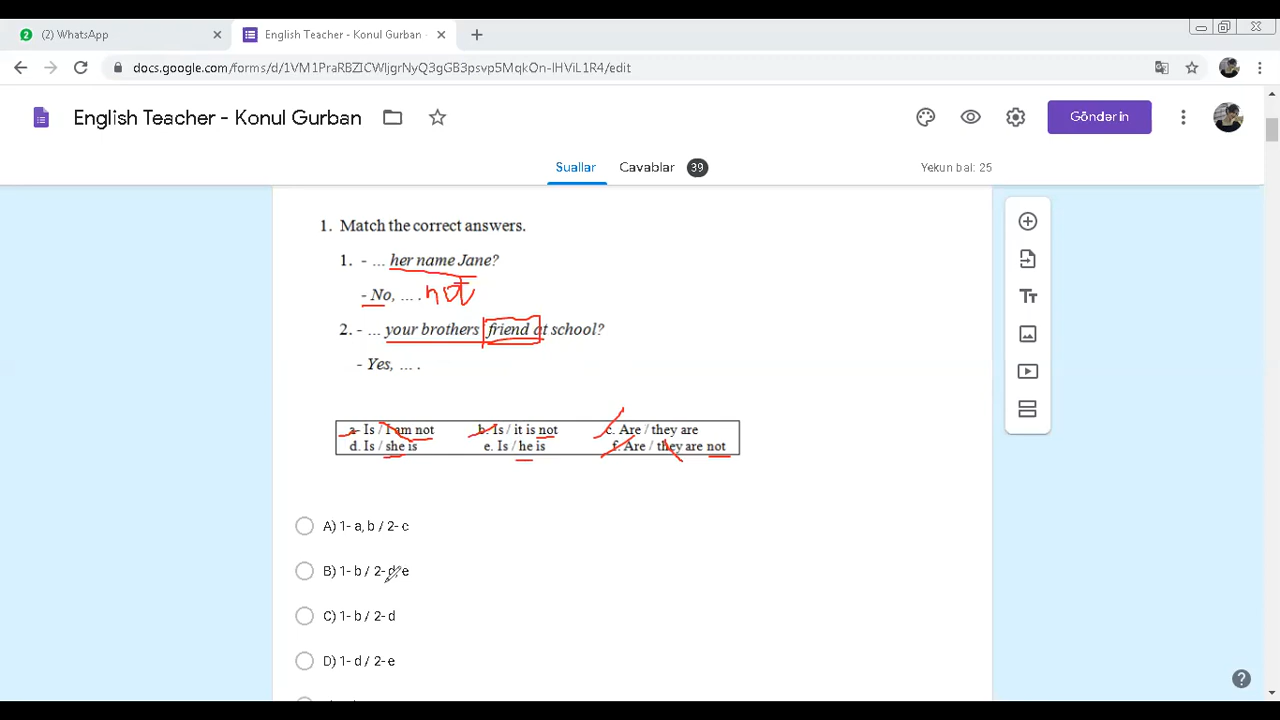 (2) WhatsApp
English Teacher - Konul Gurban
docs.google.com/forms/d/1VM1PraRBZICWljgrNyQ3gGB3psvp5MqkOn-IHViL1R4/edit
English Teacher - Konul Gurban
Göndərin
Suallar
Cavablar 39
Yekun bal: 25
1. Match the correct answers.
1. - ... her name Jane?
- No, ... . not
2. - ... your brothers friend at school?
- Yes, ... .
a. Is / I am not b. Is / it is not c. Are / they are
d. Is / she is e. Is / he is f. Are / they are not
A) 1- a, b / 2- c
B) 1- b / 2- d, e
C) 1- b / 2- d
D) 1- d / 2- e